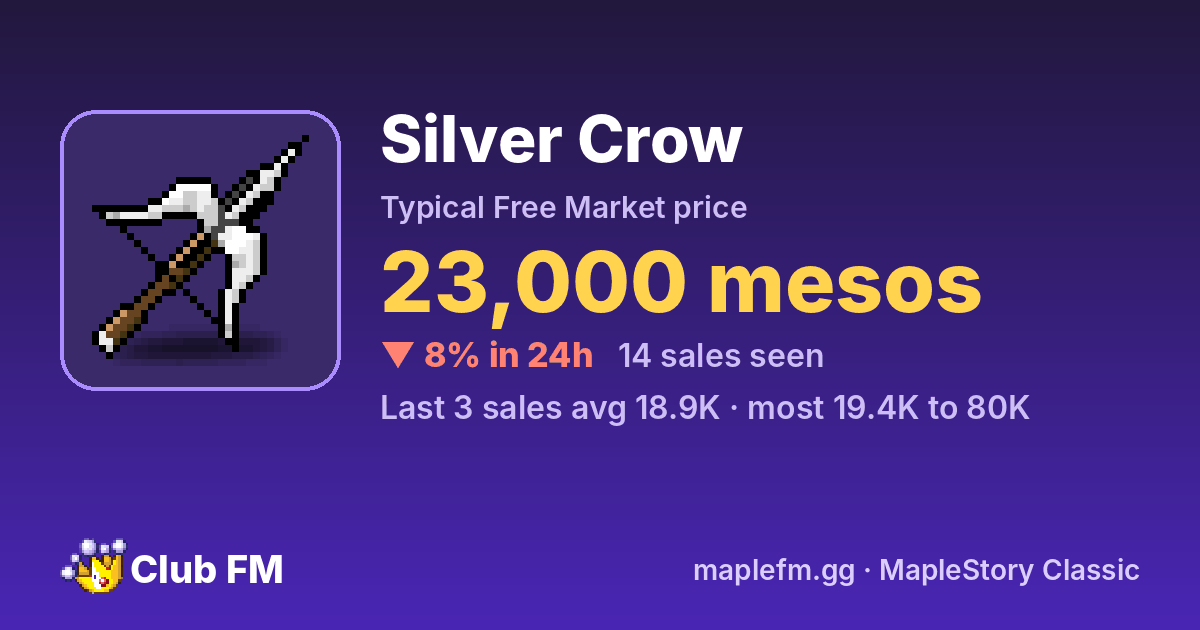 Silver Crow
Typical Free Market price
23,000 mesos
▼ 8% in 24h 14 sales seen
Last 3 sales avg 18.9K · most 19.4K to 80K
Club FM
maplefm.gg · MapleStory Classic